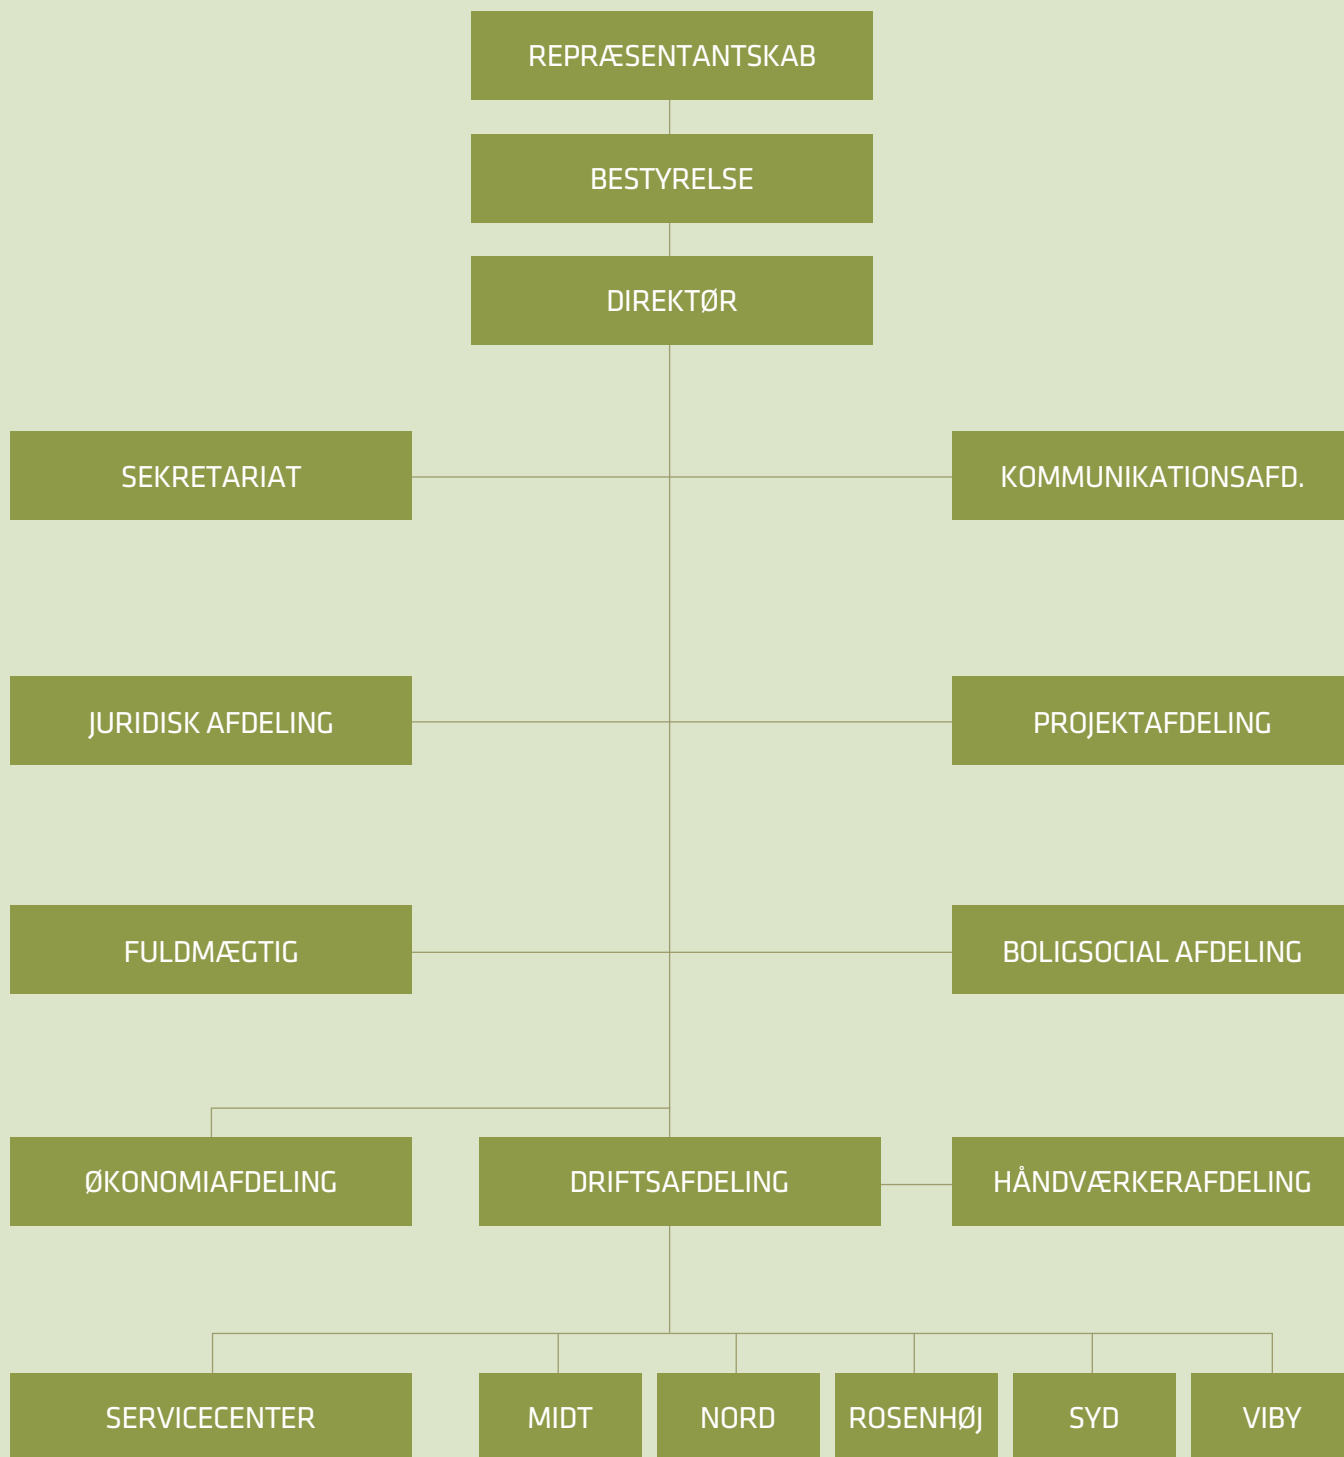 REPRÆSENTANTSKAB
BESTYRELSE
DIREKTØR
SEKRETARIAT
KOMMUNIKATIONSAFD.
JURIDISK AFDELING
PROJEKTAFDELING
FULDMÆGTIG
BOLIGSOCIAL AFDELING
ØKONOMIAFDELING
DRIFTSAFDELING
HÅNDVÆRKERAFDELING
SERVICECENTER
MIDT
NORD
ROSENHØJ
SYD
VIBY